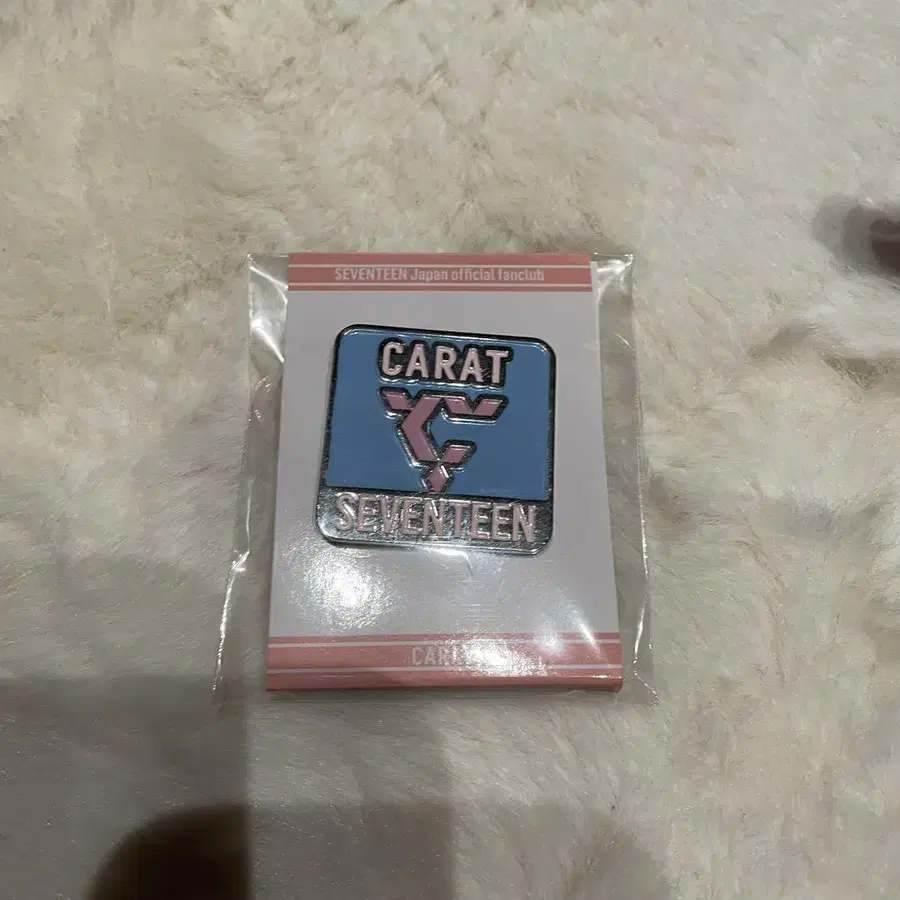 SEVENTEEN Japan official fanclub
CARAT
SEVENTEEN